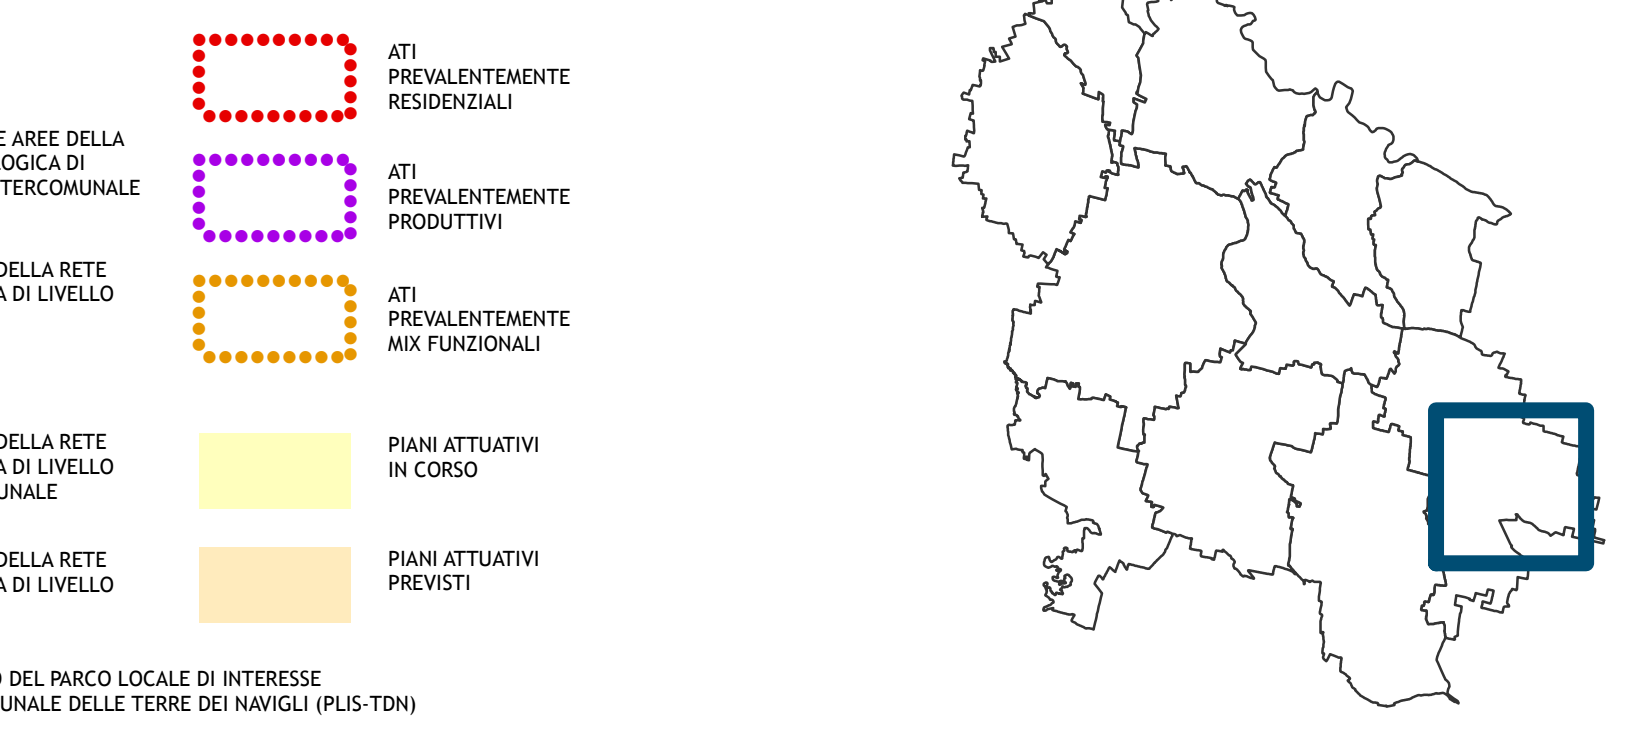 ATI
PREVALENTEMENTE
RESIDENZIALI
E AREE DELLA
LOGICA DI
NTERCOMUNALE
ATI
PREVALENTEMENTE
PRODUTTIVI
DELLA RETE
A DI LIVELLO
ATI
PREVALENTEMENTE
MIX FUNZIONALI
DELLA RETE
A DI LIVELLO
UNALE
PIANI ATTUATIVI
IN CORSO
DELLA RETE
A DI LIVELLO
PIANI ATTUATIVI
PREVISTI
O DEL PARCO LOCALE DI INTERESSE
UNALE DELLE TERRE DEI NAVIGLI (PLIS-TDN)